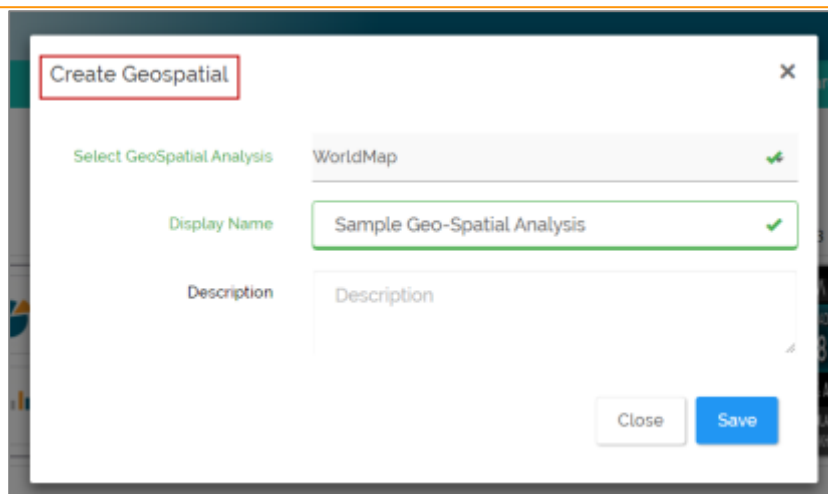 Create Geospatial ×
Select GeoSpatial Analysis WorldMap
Display Name Sample Geo-Spatial Analysis
Description Description
Close Save